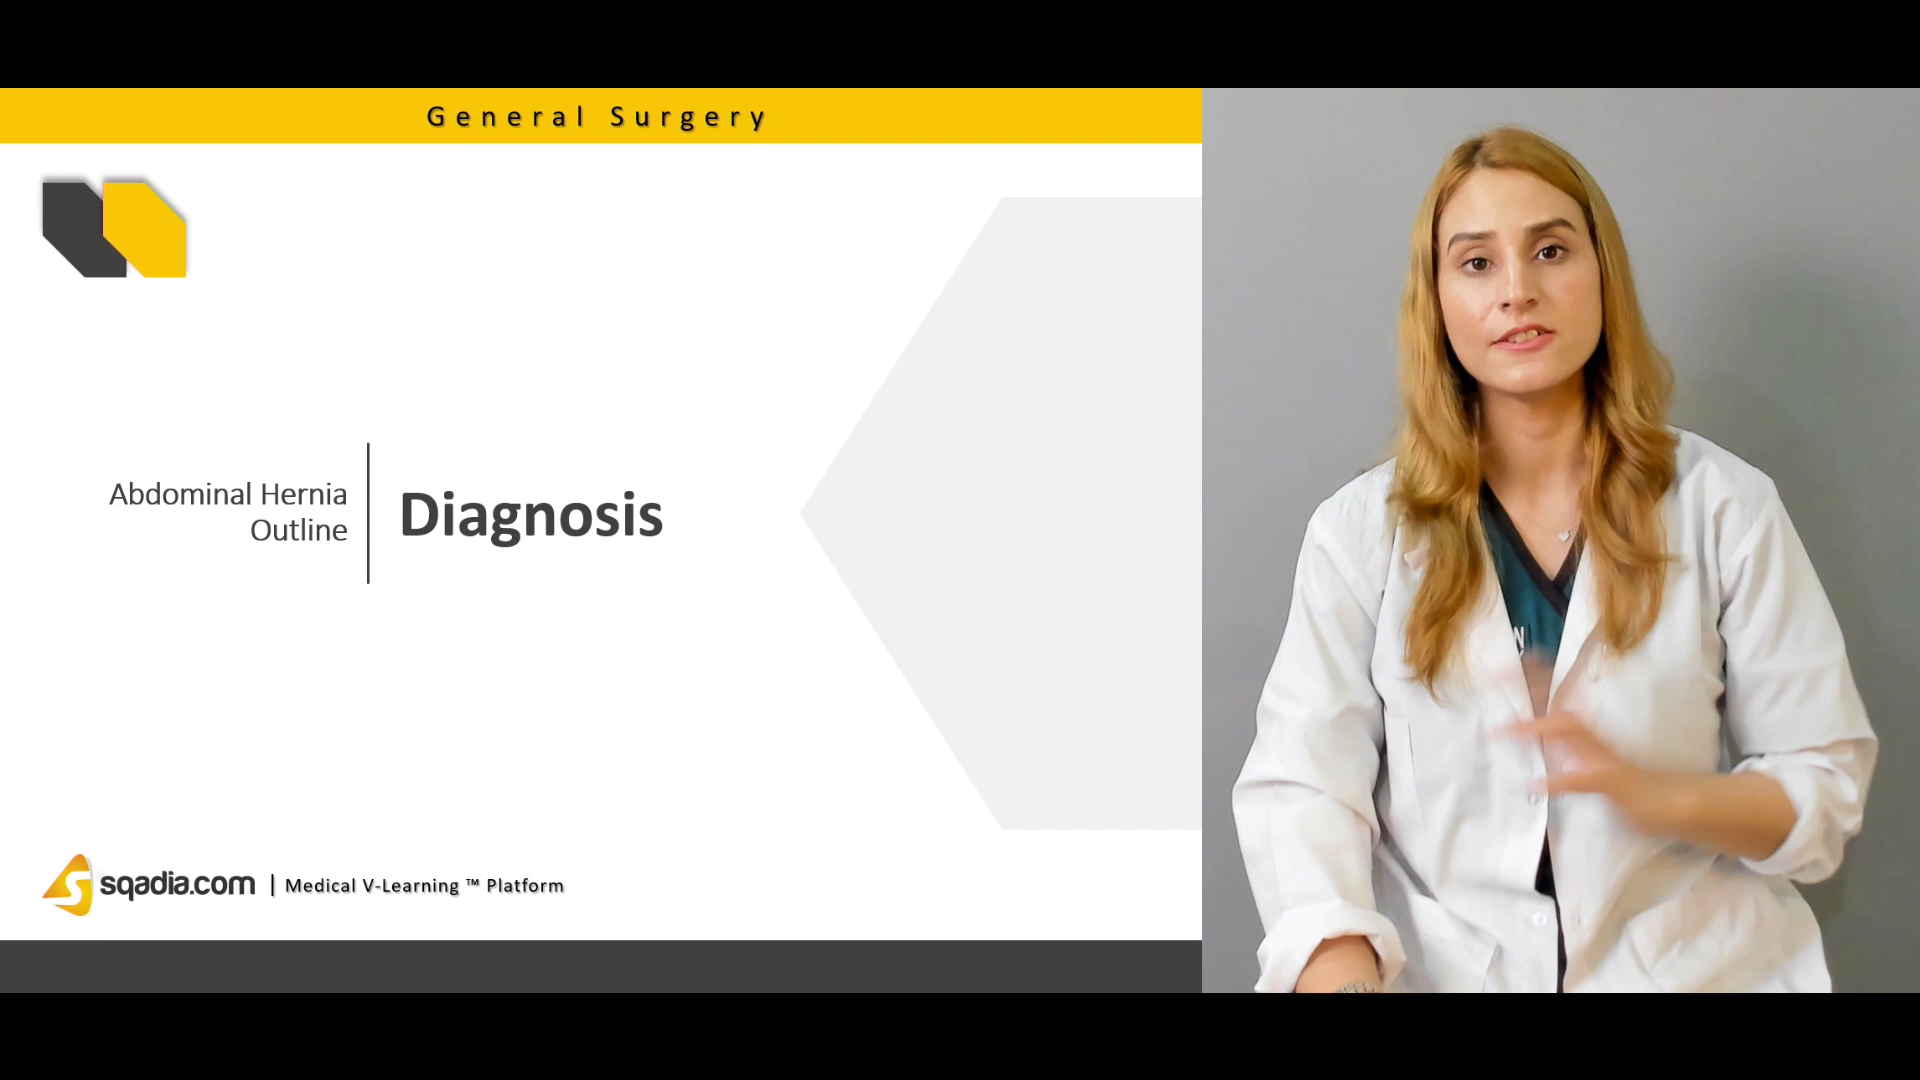 General Surgery
Abdominal Hernia
Outline
Diagnosis
sqadia.com | Medical V-Learning ™ Platform